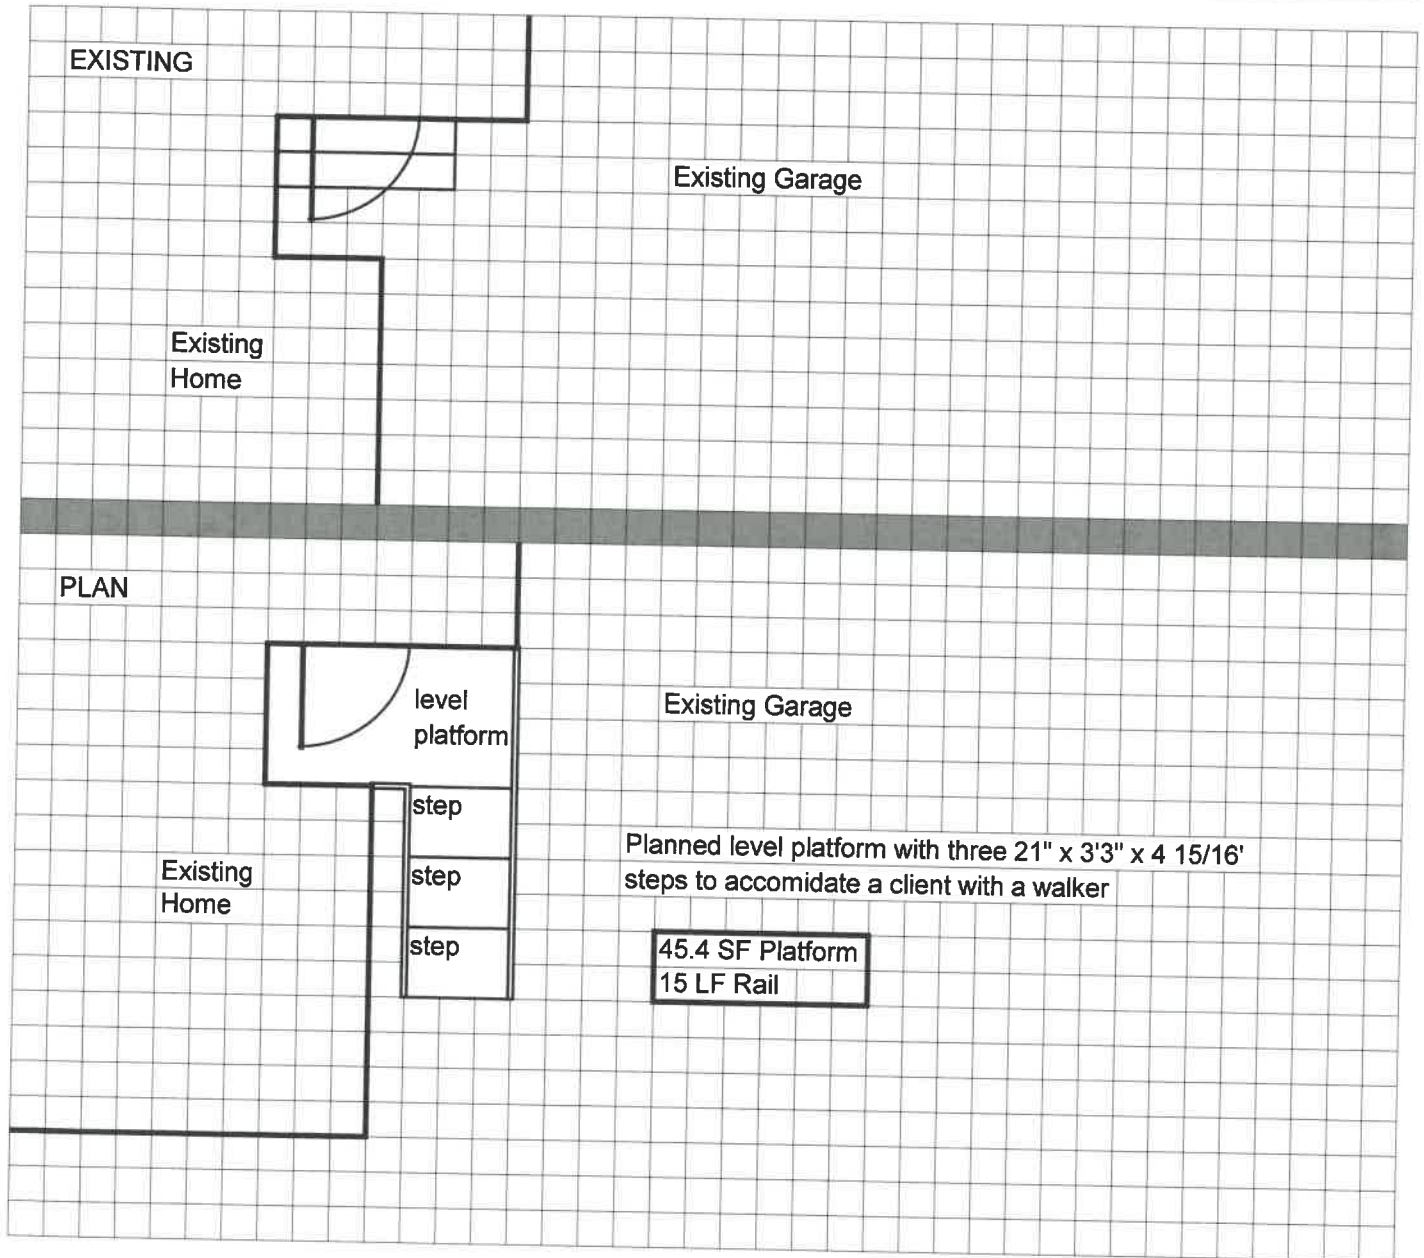 EXISTING
Existing Garage
Existing
Home
PLAN
level
platform
Existing Garage
step
step
step
Existing
Home
Planned level platform with three 21" x 3'3" x 4 15/16'
steps to accomidate a client with a walker
45.4 SF Platform
15 LF Rail